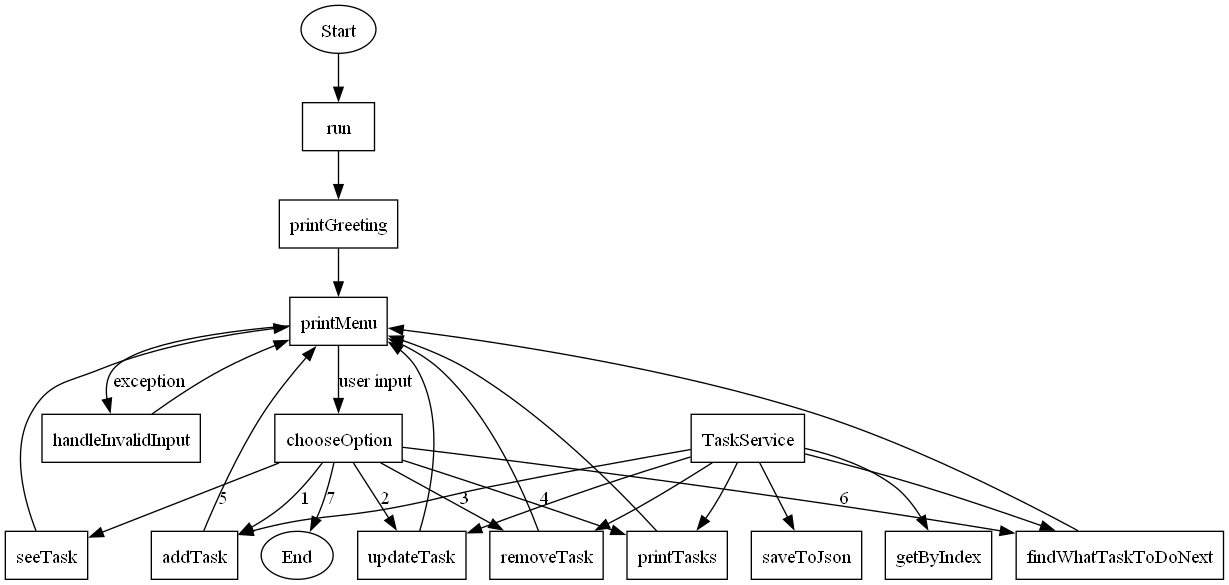 Start
run
printGreeting
printMenu
exception
user input
handleInvalidInput
chooseOption
TaskService
5
1
7
2
3
4
6
seeTask
addTask
End
updateTask
removeTask
printTasks
saveToJson
getByIndex
findWhatTaskToDoNext